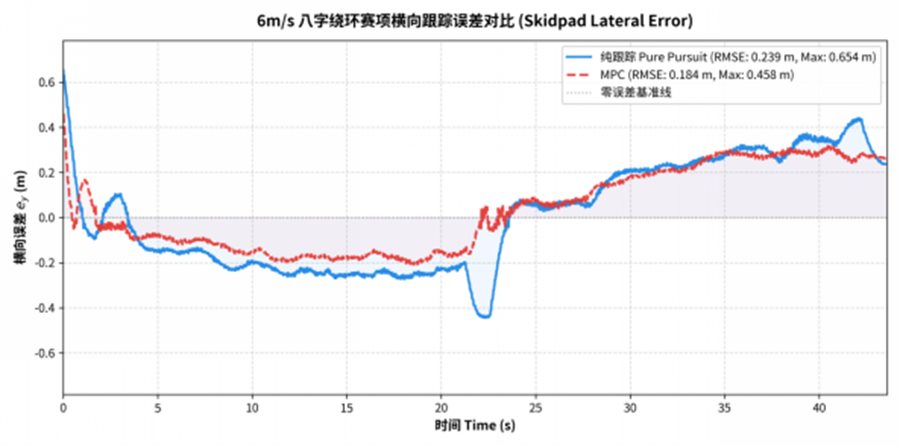 6m/s 八字绕环赛项横向跟踪误差对比 (Skidpad Lateral Error)
纯跟踪 Pure Pursuit (RMSE: 0.239 m, Max: 0.654 m)
MPC (RMSE: 0.184 m, Max: 0.458 m)
零误差基准线
横向误差 e_y (m)
0.6
0.4
0.2
0.0
-0.2
-0.4
-0.6
0 5 10 15 20 25 30 35 40
时间 Time (s)